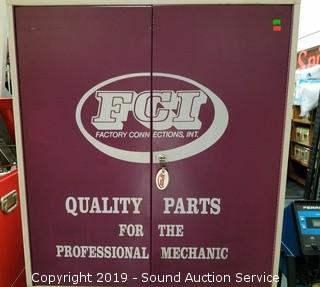 FCI
FACTORY CONNECTIONS, INT.
QUALITY PARTS
FOR THE
PROFESSIONAL MECHANIC
Copyright 2019 - Sound Auction Service